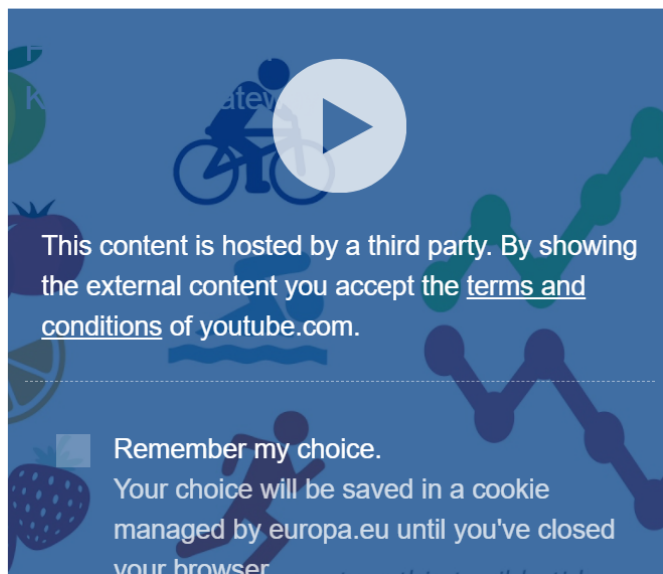 This content is hosted by a third party. By showing
the external content you accept the terms and
conditions of youtube.com.
Remember my choice.
Your choice will be saved in a cookie
managed by europa.eu until you've closed
your browser